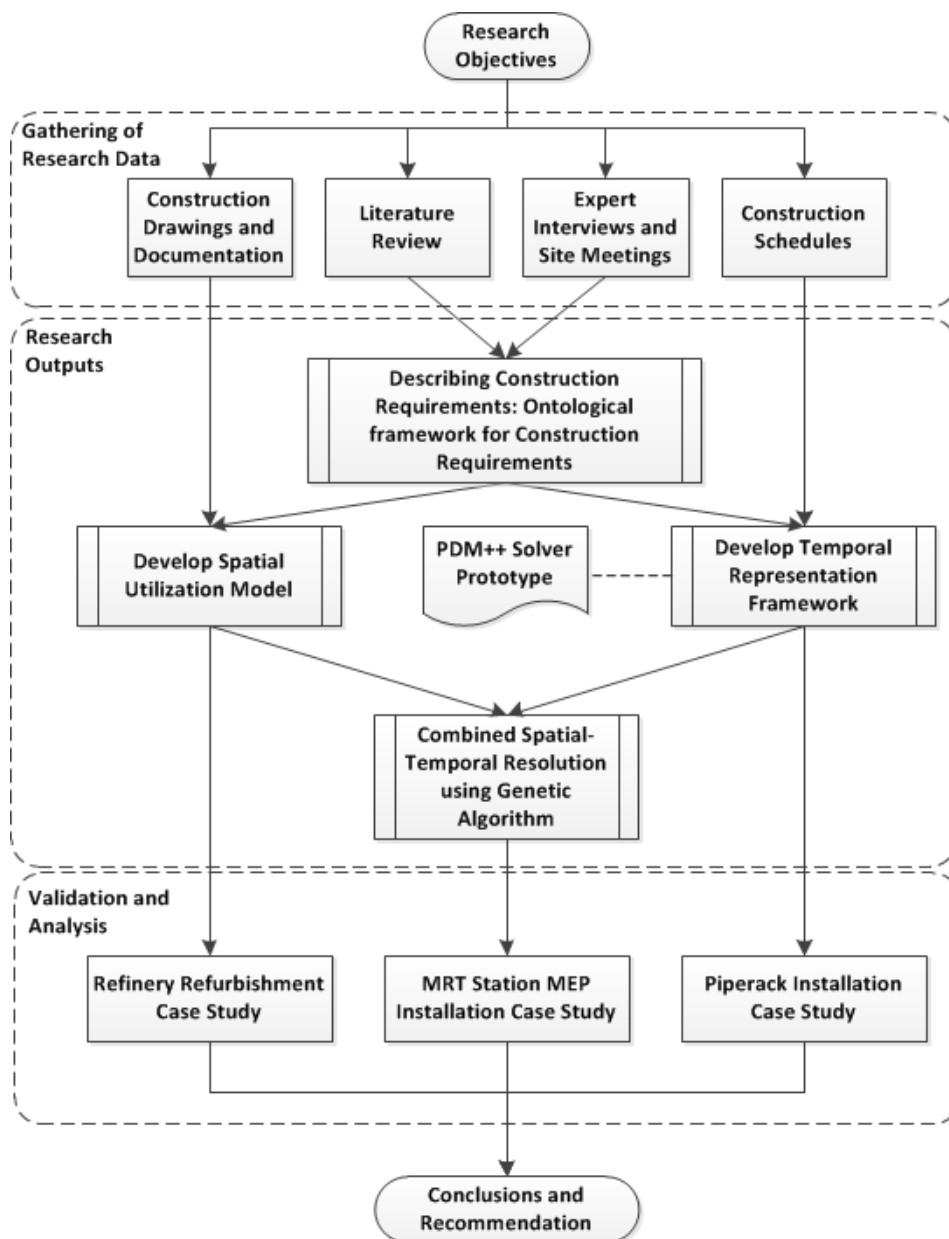 Research
Objectives
Gathering of
Research Data
Construction
Drawings and
Documentation
Literature
Review
Expert
Interviews and
Site Meetings
Construction
Schedules
Research
Outputs
Describing Construction
Requirements: Ontological
framework for Construction
Requirements
Develop Spatial
Utilization Model
PDM++ Solver
Prototype
Develop Temporal
Representation
Framework
Combined Spatial-
Temporal Resolution
using Genetic
Algorithm
Validation and
Analysis
Refinery Refurbishment
Case Study
MRT Station MEP
Installation Case Study
Piperack Installation
Case Study
Conclusions and
Recommendation